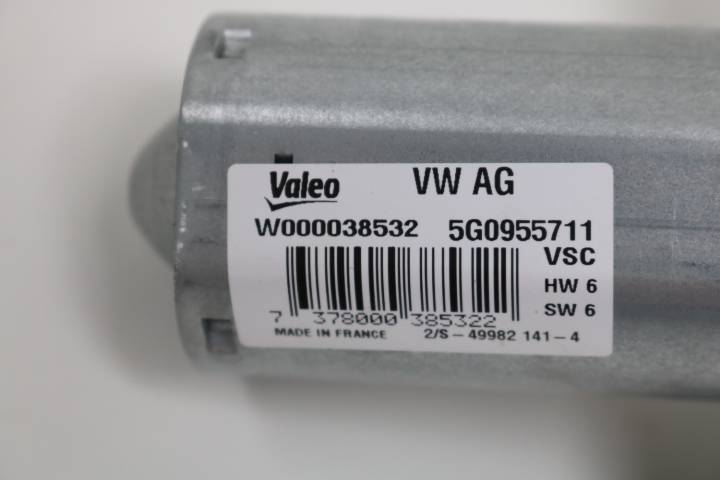 Valeo VW AG
W000038532 5G0955711
VSC
HW 6
SW 6
7 378000 385322
MADE IN FRANCE 2/S-49982 141-4